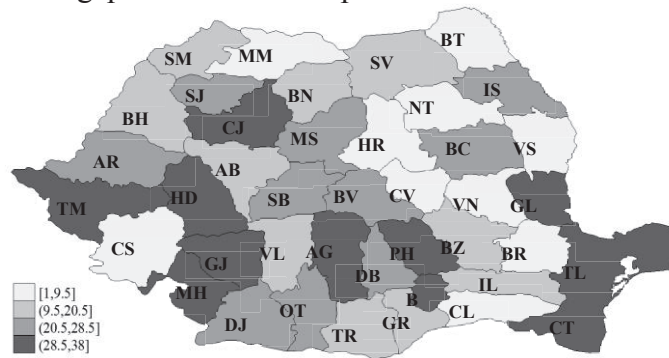 BT
SM
MM
SV
SJ
BN
IS
NT
BH
CJ
MS
HR
BC
VS
AR
AB
TM
HD
SB
BV
CV
VN
GL
CS
GJ
VL
AG
PH
BZ
BR
TL
DB
MH
B
IL
CL
DJ
OT
TR
GR
CT
[1,9.5]
(9.5,20.5]
(20.5,28.5]
(28.5,38]